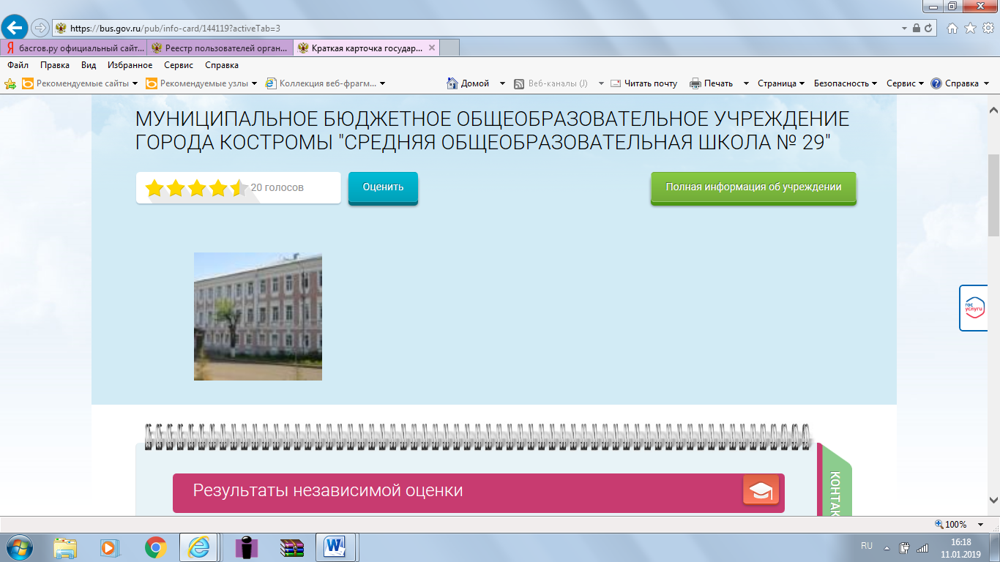 https://bus.gov.ru/pub/info-card/144119?activeTab=3
басгов.ру официальный сайт...
Реестр пользователей орган...
Краткая карточка государ...
Файл Правка Вид Избранное Сервис Справка
Рекомендуемые сайты Рекомендуемые узлы Коллекция веб-фрагм... Домой Веб-каналы (J) Читать почту Печать Страница Безопасность Сервис Справка
МУНИЦИПАЛЬНОЕ БЮДЖЕТНОЕ ОБЩЕОБРАЗОВАТЕЛЬНОЕ УЧРЕЖДЕНИЕ
ГОРОДА КОСТРОМЫ "СРЕДНЯЯ ОБЩЕОБРАЗОВАТЕЛЬНАЯ ШКОЛА № 29"
20 голосов
Оценить
Полная информация об учреждении
гос
услуги
Результаты независимой оценки
КОНТАК
100%
RU
16:18
11.01.2019